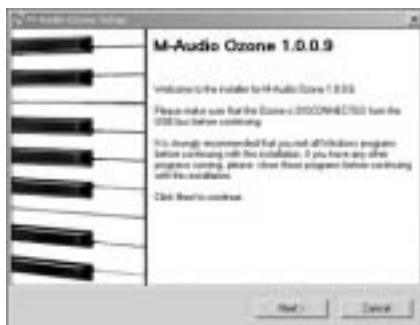 M-Audio Ozone Setup
M-Audio Ozone 1.0.0.9
Welcome to the installer for M-Audio Ozone 1.0.0.9.
Please make sure that the Ozone is DISCONNECTED from the
USB bus before continuing.
It is strongly recommended that you exit all Windows programs
before continuing with this installation. If you have any other
programs running, please close these programs before continuing
with this installation.
Click Next to continue.
Next >
Cancel